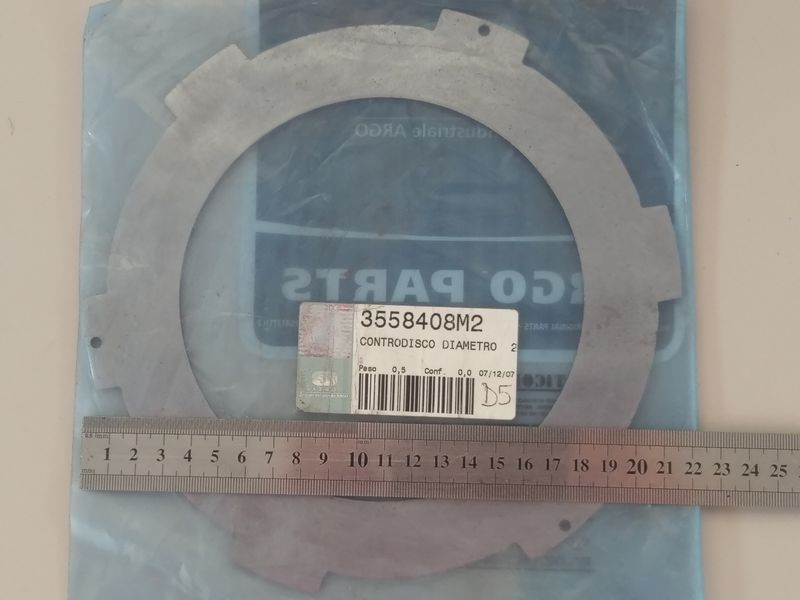 ndustriale ARGO
RGO PARTS
3558408M2
CONTRODISCO DIAMETRO 2
Peso 0,5 Conf. 0,0 07/12/07
D5
1 2 3 4 5 6 7 8 9 10 11 12 13 14 15 16 17 18 19 20 21 22 23 24 25